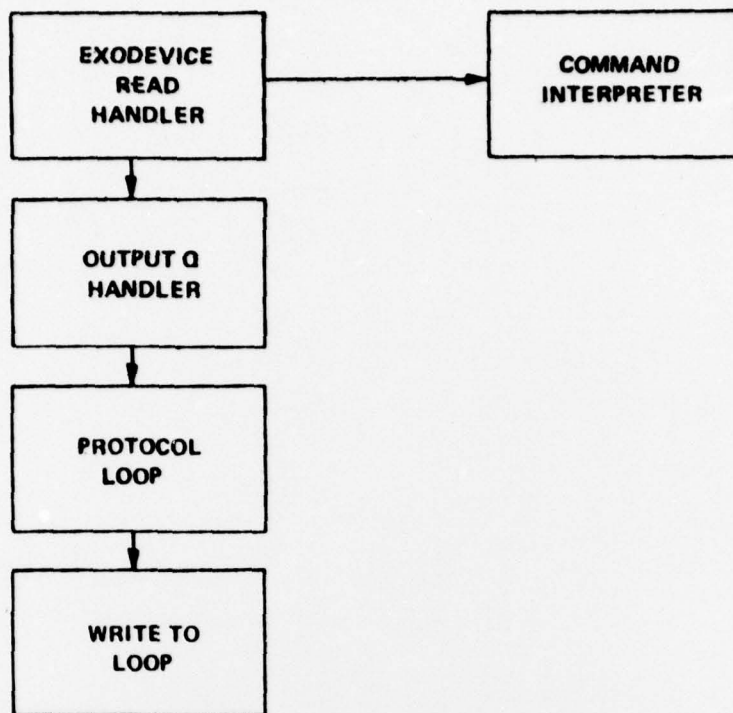 EXODEVICE
READ
HANDLER
COMMAND
INTERPRETER
OUTPUT Q
HANDLER
PROTOCOL
LOOP
WRITE TO
LOOP